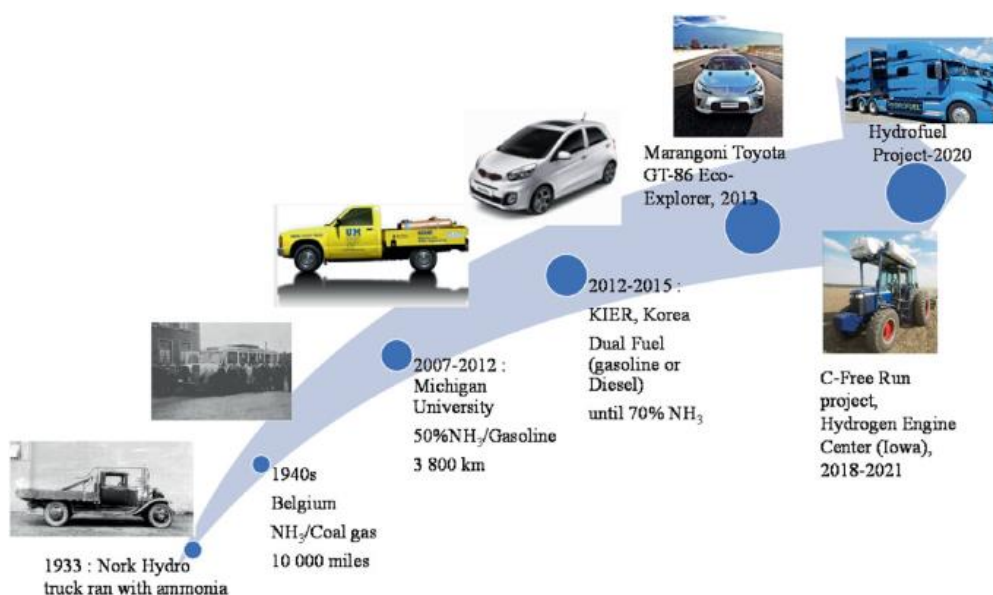 1933 : Nork Hydro
truck ran with ammonia
1940s
Belgium
NH₃/Coal gas
10 000 miles
UM
2007-2012 :
Michigan
University
50%NH₃/Gasoline
3 800 km
2012-2015 :
KIER, Korea
Dual Fuel
(gasoline or
Diesel)
until 70% NH₃
Marangoni Toyota
GT-86 Eco-
Explorer, 2013
HYDROFUEL
Hydrofuel
Project-2020
C-Free Run
project,
Hydrogen Engine
Center (Iowa),
2018-2021